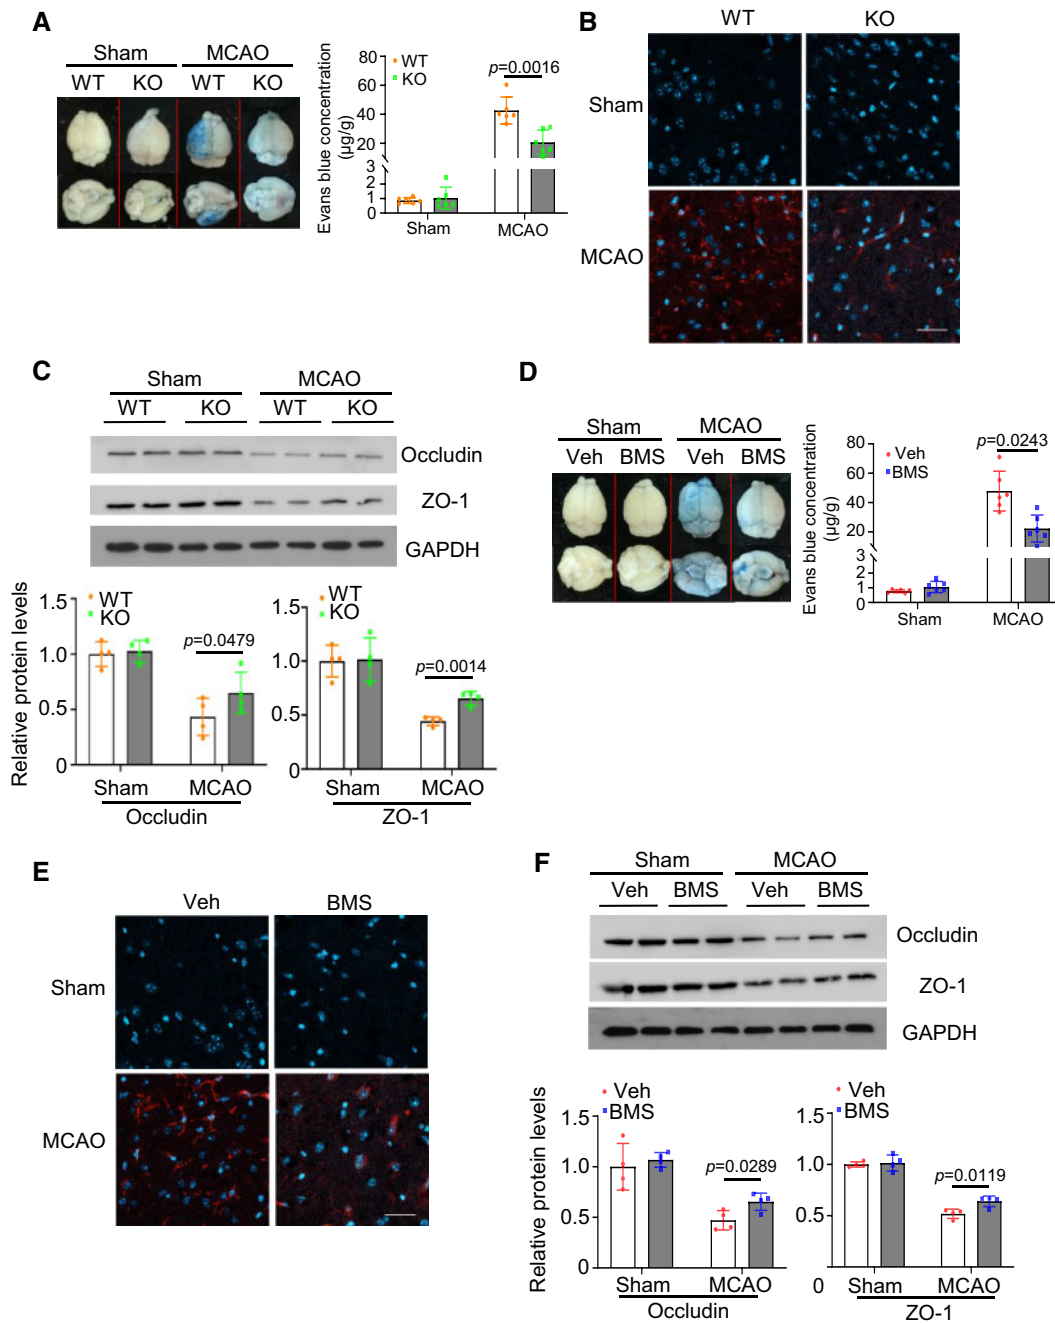 A
Sham MCAO
WT KO WT KO
Evans blue concentration
(µg/g)
80
60
40
20
3
2
1
0
WT
KO
p=0.0016
Sham MCAO
B
WT KO
Sham
MCAO
C
Sham MCAO
WT KO WT KO
Occludin
ZO-1
GAPDH
Relative protein levels
1.5
1.0
0.5
0
WT
KO
p=0.0479
Sham MCAO
Occludin
1.5
1.0
0.5
0
WT
KO
p=0.0014
Sham MCAO
ZO-1
D
Sham MCAO
Veh BMS Veh BMS
Evans blue concentration
(µg/g)
80
60
40
20
3
2
1
0
Veh
BMS
p=0.0243
Sham MCAO
E
Veh BMS
Sham
MCAO
F
Sham MCAO
Veh BMS Veh BMS
Occludin
ZO-1
GAPDH
Relative protein levels
1.5
1.0
0.5
0
Veh
BMS
p=0.0289
Sham MCAO
Occludin
1.5
1.0
0.5
0
Veh
BMS
p=0.0119
Sham MCAO
ZO-1